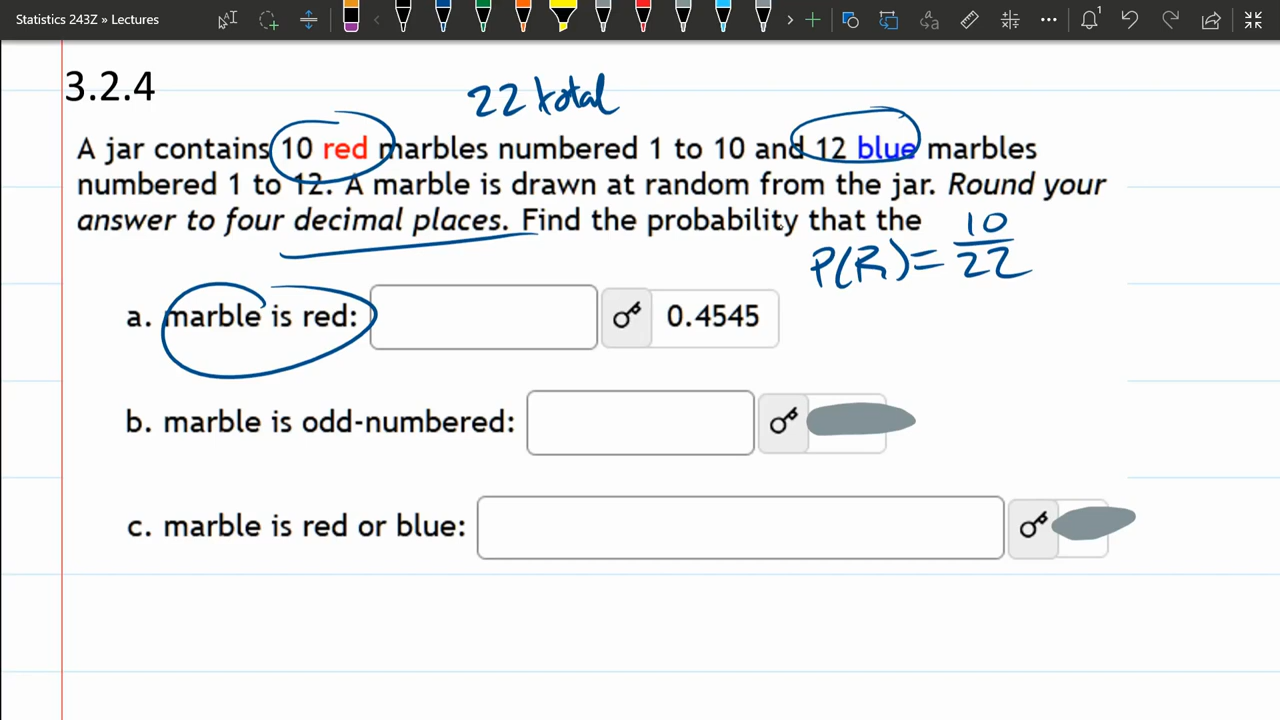 Statistics 243Z » Lectures
3.2.4
22 total
A jar contains 10 red marbles numbered 1 to 10 and 12 blue marbles
numbered 1 to 12. A marble is drawn at random from the jar. Round your
answer to four decimal places. Find the probability that the
P(R) = 10/22
a. marble is red: 0.4545
b. marble is odd-numbered:
c. marble is red or blue: